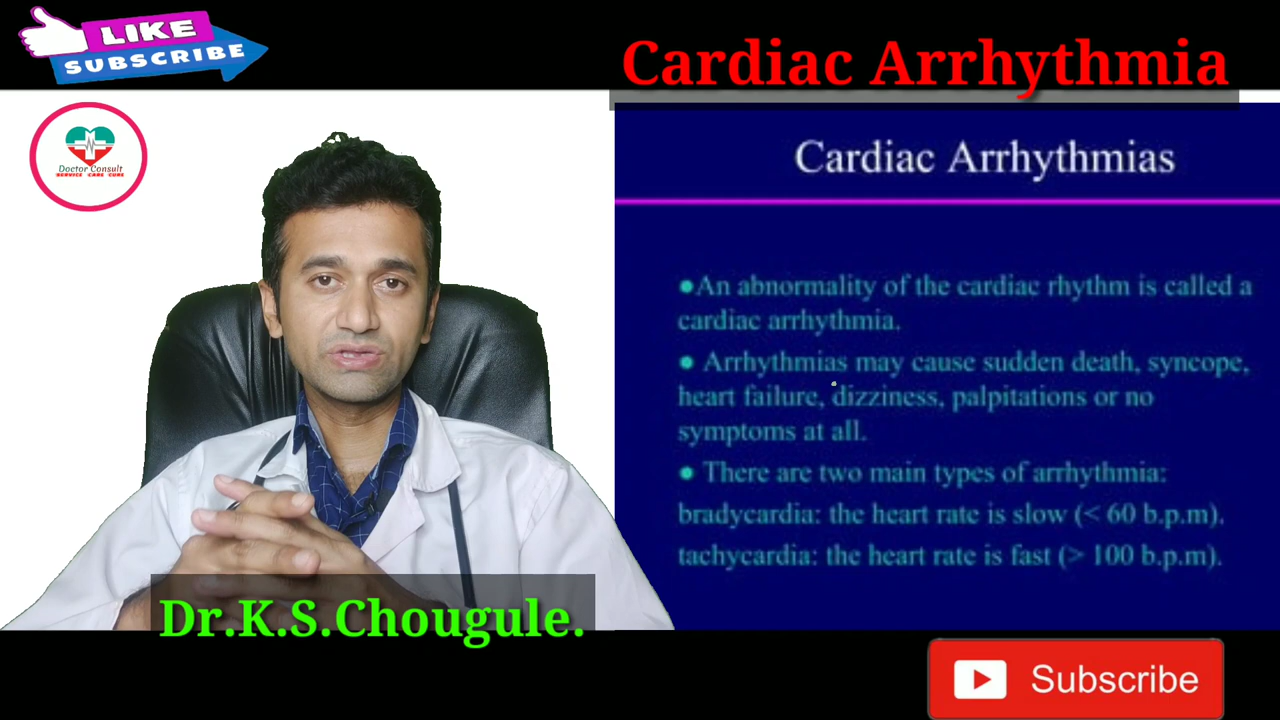 LIKE
SUBSCRIBE
Cardiac Arrhythmia
Doctor Consult
SERVICE CARE CURE
Cardiac Arrhythmias
●An abnormality of the cardiac rhythm is called a
cardiac arrhythmia.
● Arrhythmias may cause sudden death, syncope,
heart failure, dizziness, palpitations or no
symptoms at all.
● There are two main types of arrhythmia:
bradycardia: the heart rate is slow (< 60 b.p.m).
tachycardia: the heart rate is fast (> 100 b.p.m).
Dr.K.S.Chougule.
Subscribe